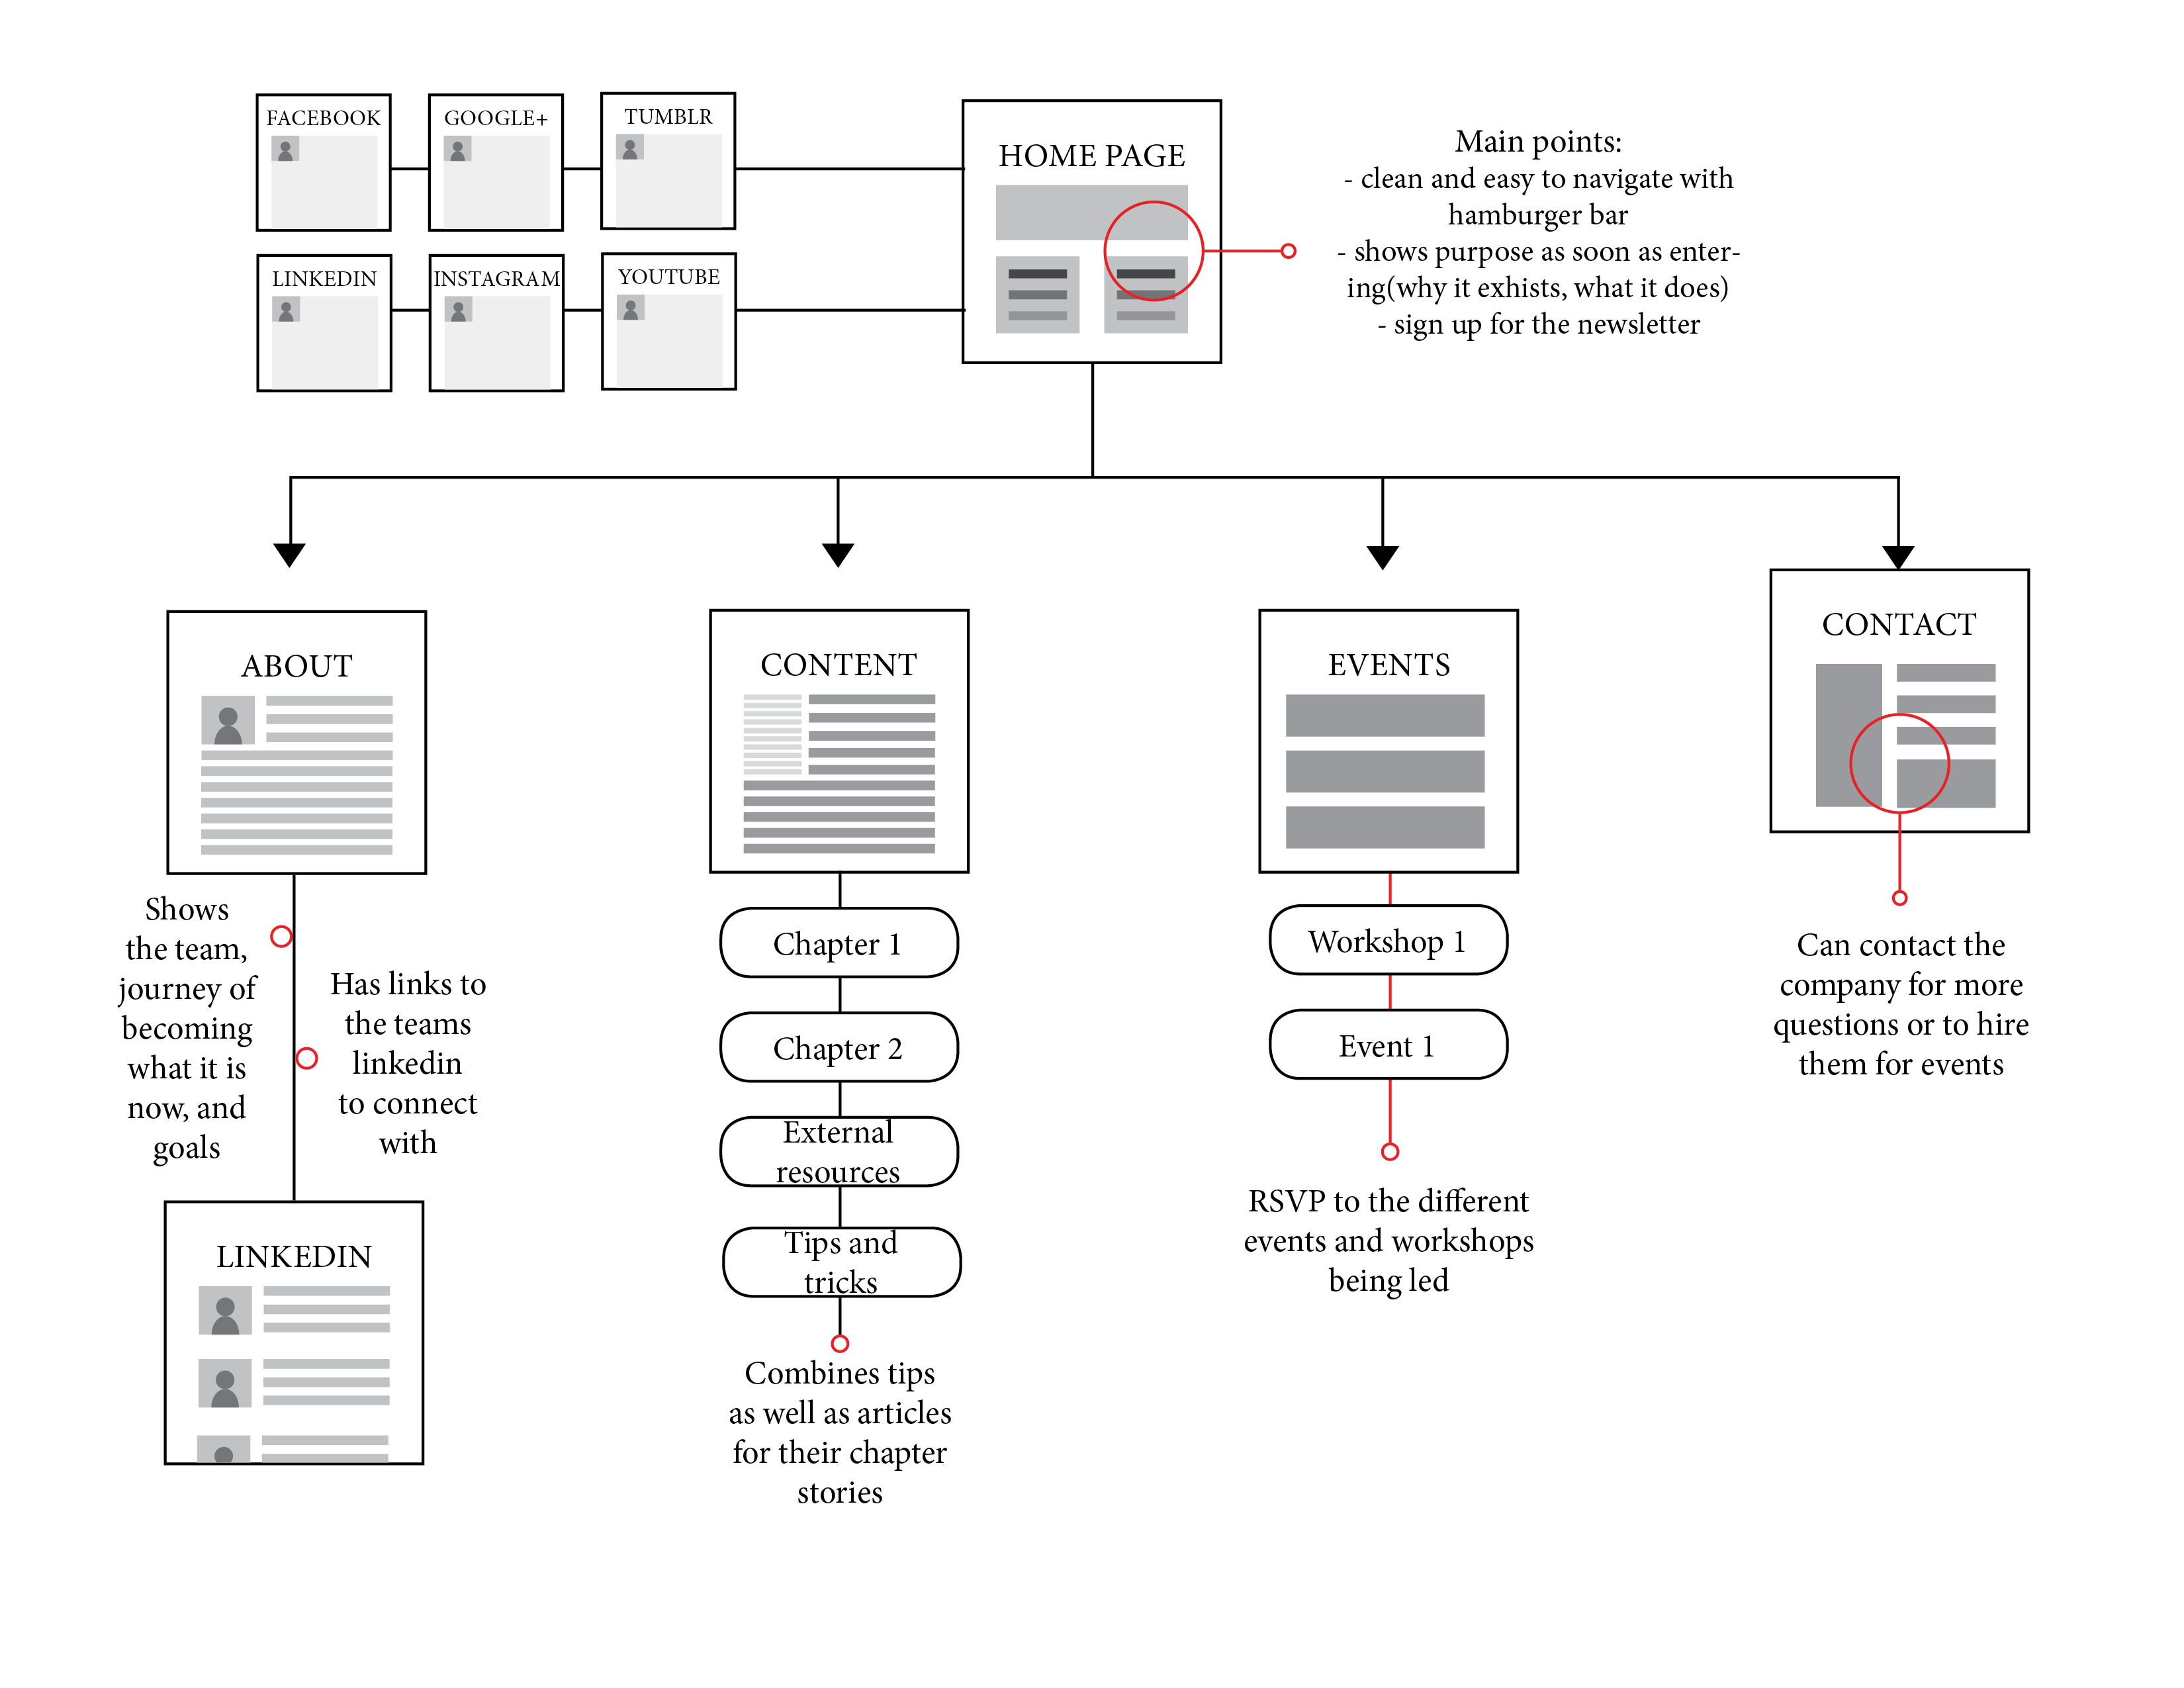 FACEBOOK
GOOGLE+
TUMBLR
LINKEDIN
INSTAGRAM
YOUTUBE
HOME PAGE
Main points:
- clean and easy to navigate with
hamburger bar
- shows purpose as soon as enter-
ing(why it exhists, what it does)
- sign up for the newsletter
ABOUT
Shows
the team,
journey of
becoming
what it is
now, and
goals
Has links to
the teams
linkedin
to connect
with
LINKEDIN
CONTENT
Chapter 1
Chapter 2
External
resources
Tips and
tricks
Combines tips
as well as articles
for their chapter
stories
EVENTS
Workshop 1
Event 1
RSVP to the different
events and workshops
being led
CONTACT
Can contact the
company for more
questions or to hire
them for events